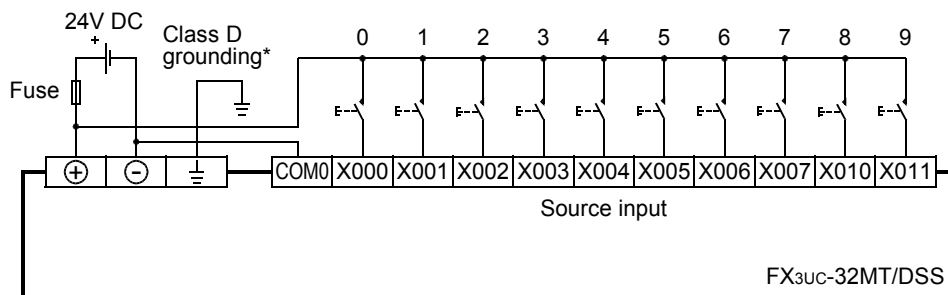 24V DC
+
Fuse
Class D
grounding*
0 1 2 3 4 5 6 7 8 9
+ - COM0 X000 X001 X002 X003 X004 X005 X006 X007 X010 X011
Source input
FX3UC-32MT/DSS